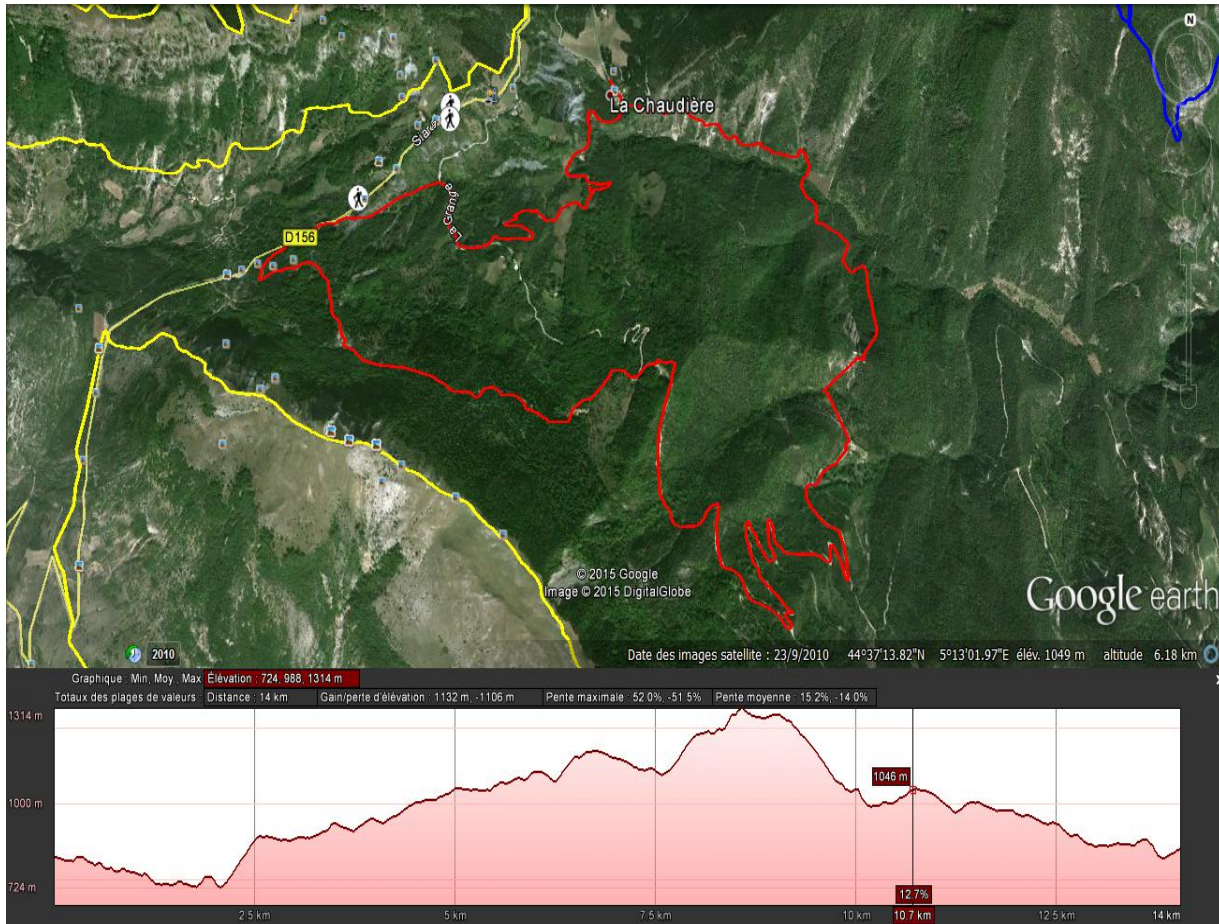 N
La Chaudière
Siara
La Grange
D156
© 2015 Google
Image © 2015 DigitalGlobe
Google earth
2010
Date des images satellite : 23/9/2010 44°37'13.82"N 5°13'01.97"E élév. 1049 m altitude 6.18 km
Graphique : Min, Moy., Max Élévation : 724, 988, 1314 m
Totaux des plages de valeurs : Distance : 14 km Gain/perte d'élévation : 1132 m, -1106 m Pente maximale : 52.0%, -51.5% Pente moyenne : 15.2%, -14.0%
1314 m
1046 m
1000 m
724 m
12.7%
2.5 km 5 km 7.5 km 10 km 10.7 km 12.5 km 14 km